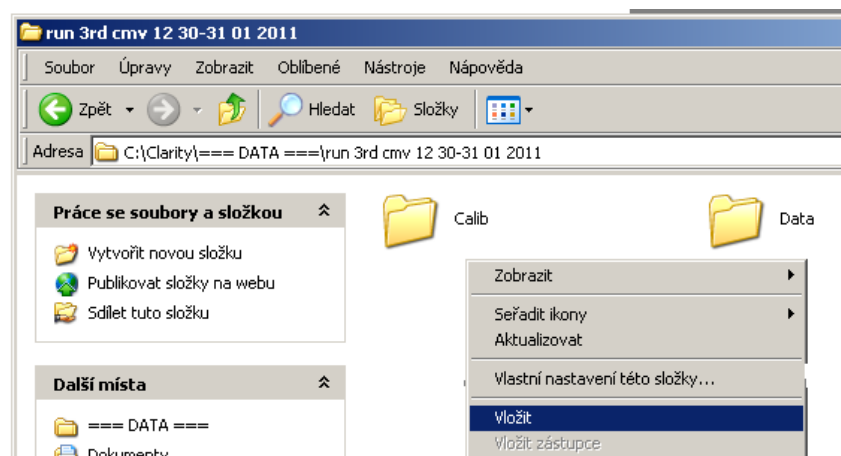 run 3rd cmv 12 30-31 01 2011
Soubor Úpravy Zobrazit Oblíbené Nástroje Nápověda
Zpět Hledat Složky
Adresa C:\Clarity\=== DATA ===\run 3rd cmv 12 30-31 01 2011
Práce se soubory a složkou
Vytvořit novou složku
Publikovat složky na webu
Sdílet tuto složku
Další místa
=== DATA ===
Dokumenty
Calib
Data
Zobrazit
Seřadit ikony
Aktualizovat
Vlastní nastavení této složky...
Vložit
Vložit zástupce